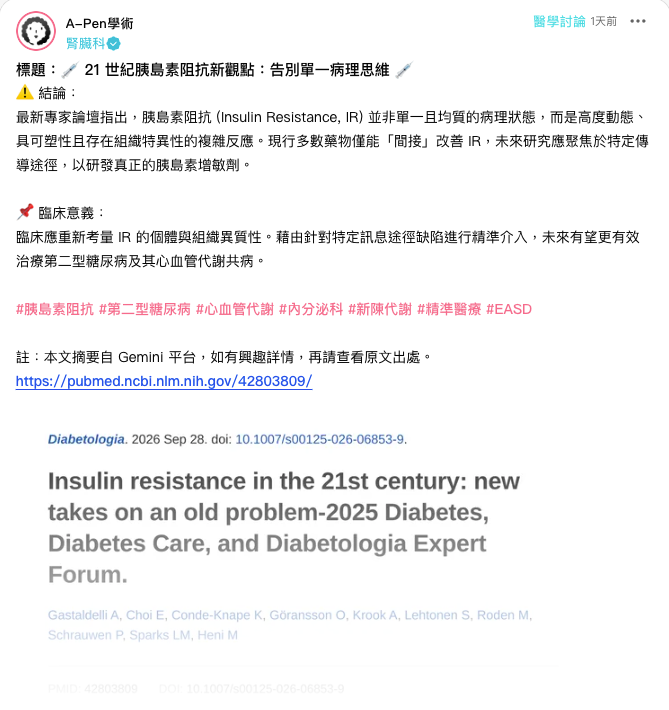 A-Pen學術
醫學討論 1天前
腎臟科
標題：💉 21 世紀胰島素阻抗新觀點：告別單一病理思維 💉
⚠️ 結論：
最新專家論壇指出，胰島素阻抗 (Insulin Resistance, IR) 並非單一且均質的病理狀態，而是高度動態、
具可塑性且存在組織特異性的複雜反應。現行多數藥物僅能「間接」改善 IR，未來研究應聚焦於特定傳
導途徑，以研發真正的胰島素增敏劑。
📌 臨床意義：
臨床應重新考量 IR 的個體與組織異質性。藉由針對特定訊息途徑缺陷進行精準介入，未來有望更有效
治療第二型糖尿病及其心血管代謝共病。
#胰島素阻抗 #第二型糖尿病 #心血管代謝 #內分泌科 #新陳代謝 #精準醫療 #EASD
註：本文摘要自 Gemini 平台，如有興趣詳情，再請查看原文出處。
https://pubmed.ncbi.nlm.nih.gov/42803809/
Diabetologia. 2026 Sep 28. doi: 10.1007/s00125-026-06853-9.
Insulin resistance in the 21st century: new
takes on an old problem-2025 Diabetes,
Diabetes Care, and Diabetologia Expert
Forum.
Gastaldelli A, Choi E, Conde-Knape K, Göransson O, Krook A, Lehtonen S, Roden M,
Schrauwen P, Sparks LM, Heni M
PMID: 42803809 DOI: 10.1007/s00125-026-06853-9